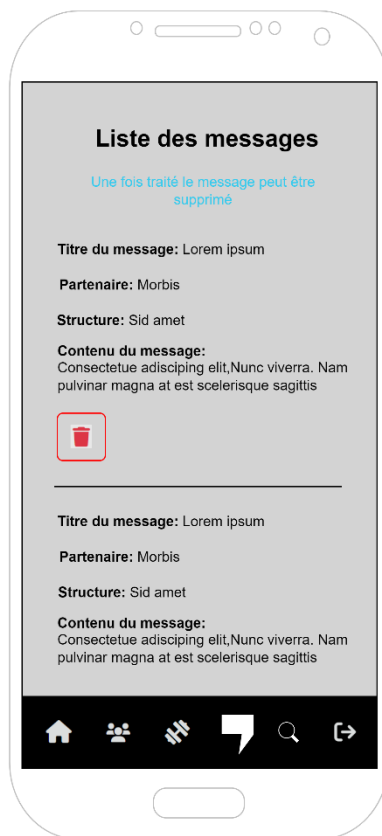 Liste des messages
Une fois traité le message peut être
supprimé
Titre du message: Lorem ipsum
Partenaire: Morbis
Structure: Sid amet
Contenu du message:
Consectetue adisciping elit,Nunc viverra. Nam
pulvinar magna at est scelerisque sagittis
Titre du message: Lorem ipsum
Partenaire: Morbis
Structure: Sid amet
Contenu du message:
Consectetue adisciping elit,Nunc viverra. Nam
pulvinar magna at est scelerisque sagittis